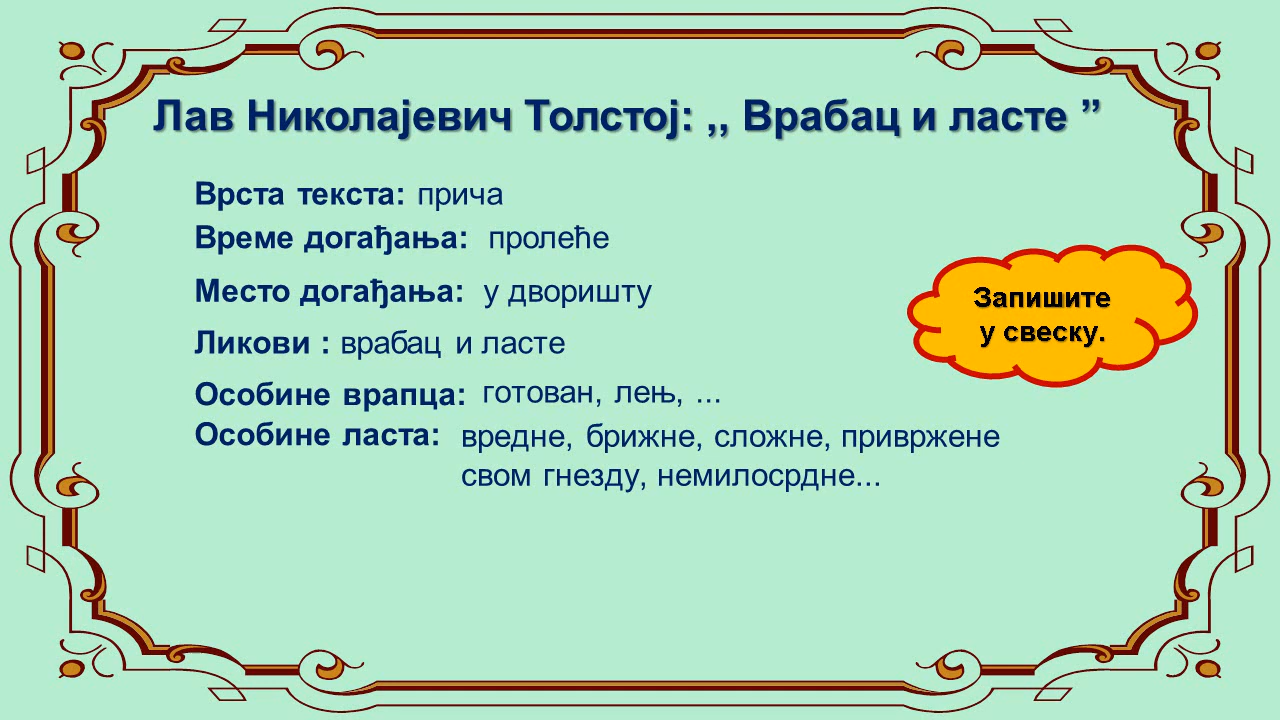 Лав Николајевич Толстој: ,, Врабац и ласте ”
Врста текста: прича
Време догађања: пролеће
Место догађања: у дворишту
Ликови : врабац и ласте
Особине врапца: готован, лењ, ...
Особине ласта: вредне, брижне, сложне, привржене
свом гнезду, немилосрдне...
Запишите
у свеску.